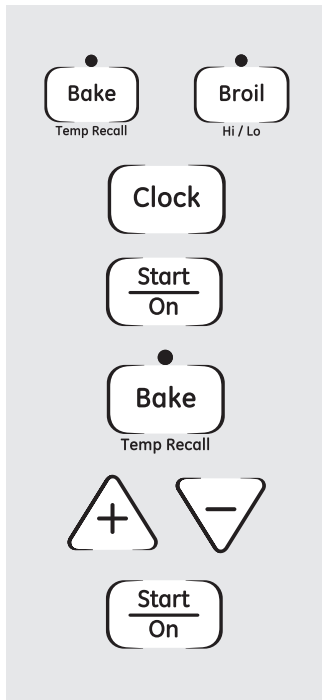 Bake Broil
Temp Recall Hi / Lo
Clock
Start
On
Bake
Temp Recall
+ −
Start
On